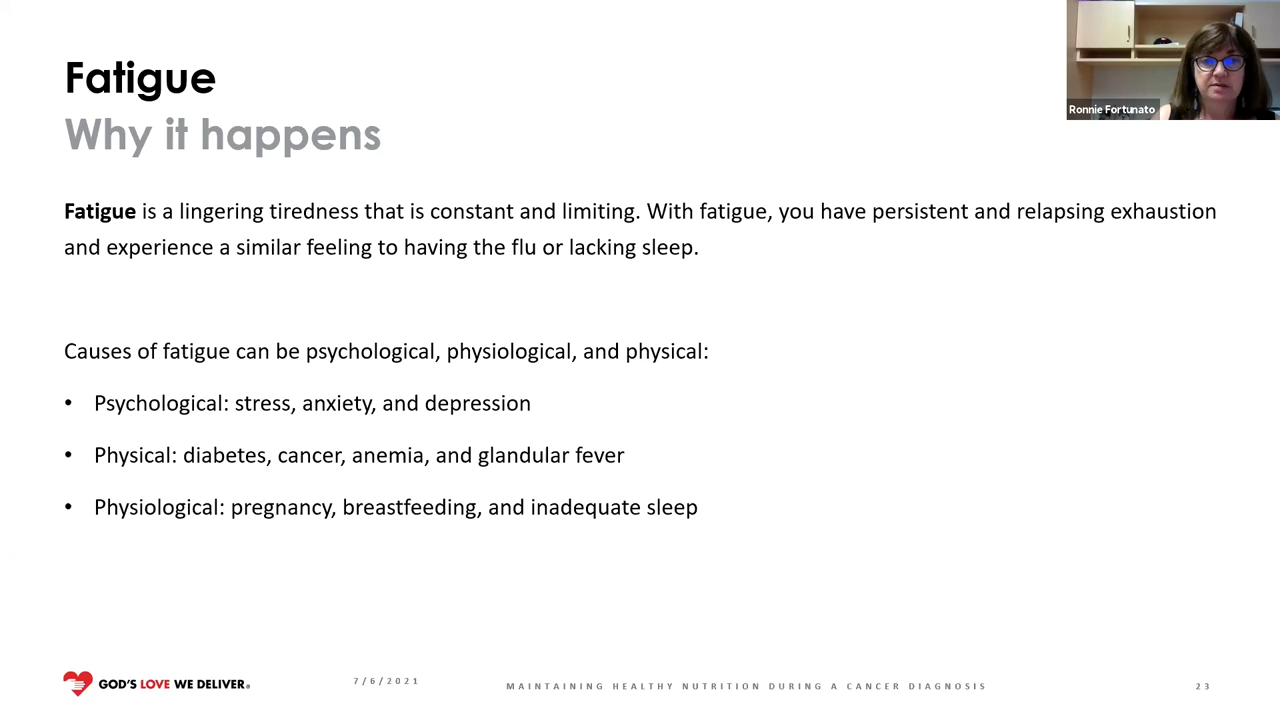 Fatigue
Why it happens
Ronnie Fortunato
Fatigue is a lingering tiredness that is constant and limiting. With fatigue, you have persistent and relapsing exhaustion
and experience a similar feeling to having the flu or lacking sleep.
Causes of fatigue can be psychological, physiological, and physical:
• Psychological: stress, anxiety, and depression
• Physical: diabetes, cancer, anemia, and glandular fever
• Physiological: pregnancy, breastfeeding, and inadequate sleep
GOD'S LOVE WE DELIVER®
7/6/2021
MAINTAINING HEALTHY NUTRITION DURING A CANCER DIAGNOSIS
23